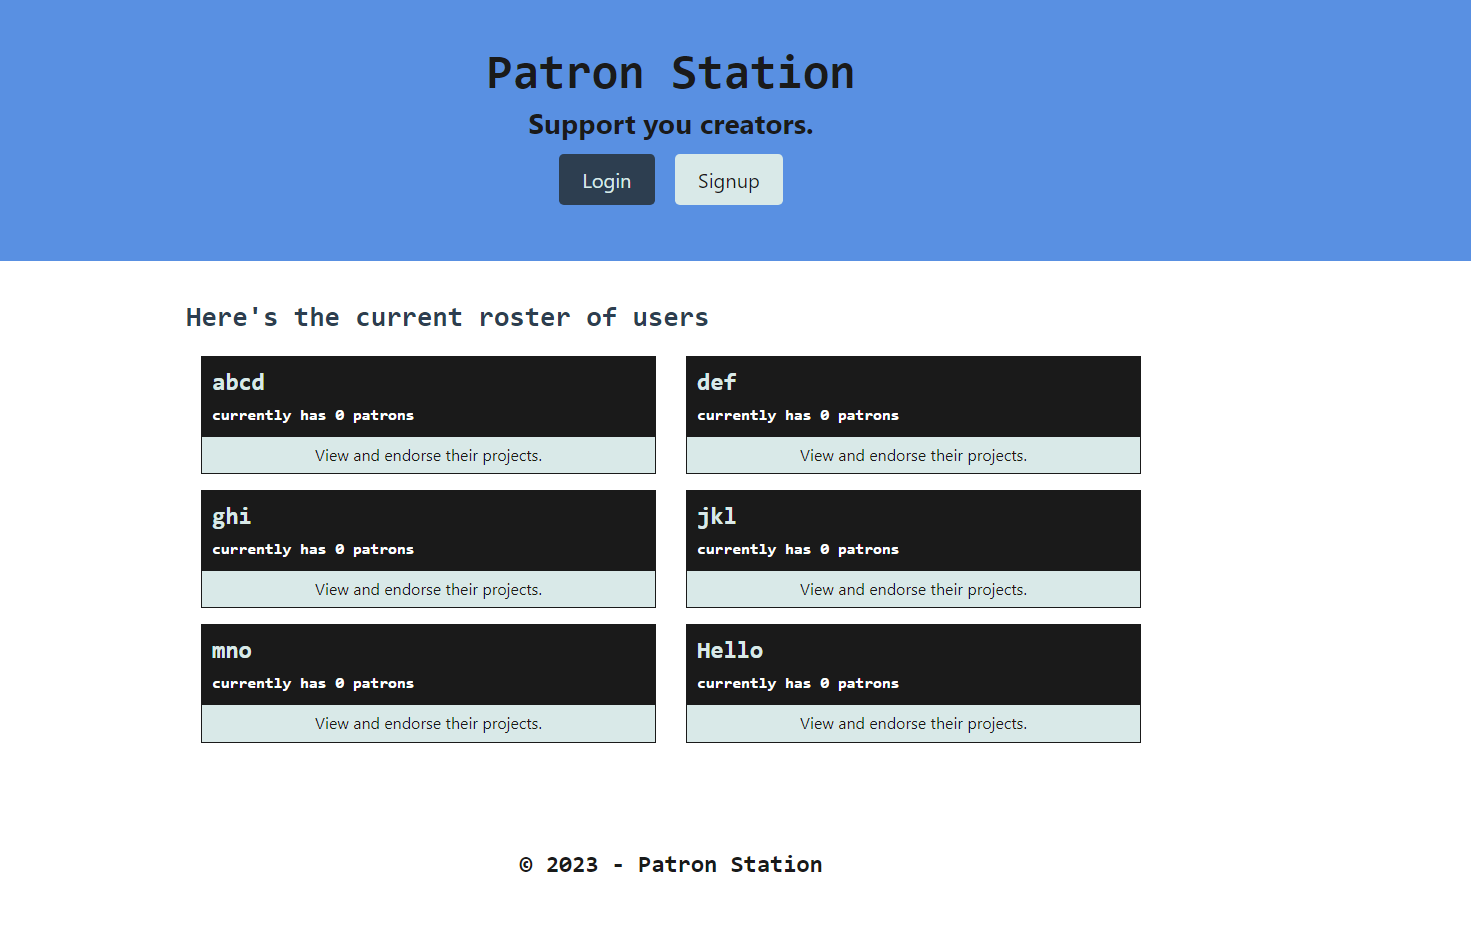 Patron Station
Support you creators.
Login Signup
Here's the current roster of users
abcd
currently has 0 patrons
View and endorse their projects.
def
currently has 0 patrons
View and endorse their projects.
ghi
currently has 0 patrons
View and endorse their projects.
jkl
currently has 0 patrons
View and endorse their projects.
mno
currently has 0 patrons
View and endorse their projects.
Hello
currently has 0 patrons
View and endorse their projects.
© 2023 - Patron Station